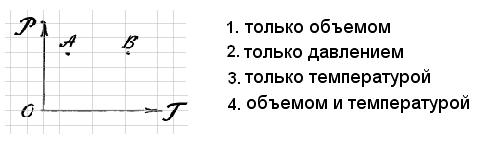 P
A
B
O
T
1. только объемом
2. только давлением
3. только температурой
4. объемом и температурой